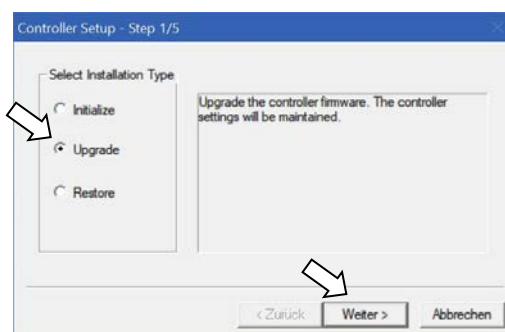 Controller Setup - Step 1/5
Select Installation Type
Initialize
Upgrade
Restore
Upgrade the controller firmware. The controller
settings will be maintained.
< Zurück
Weiter >
Abbrechen